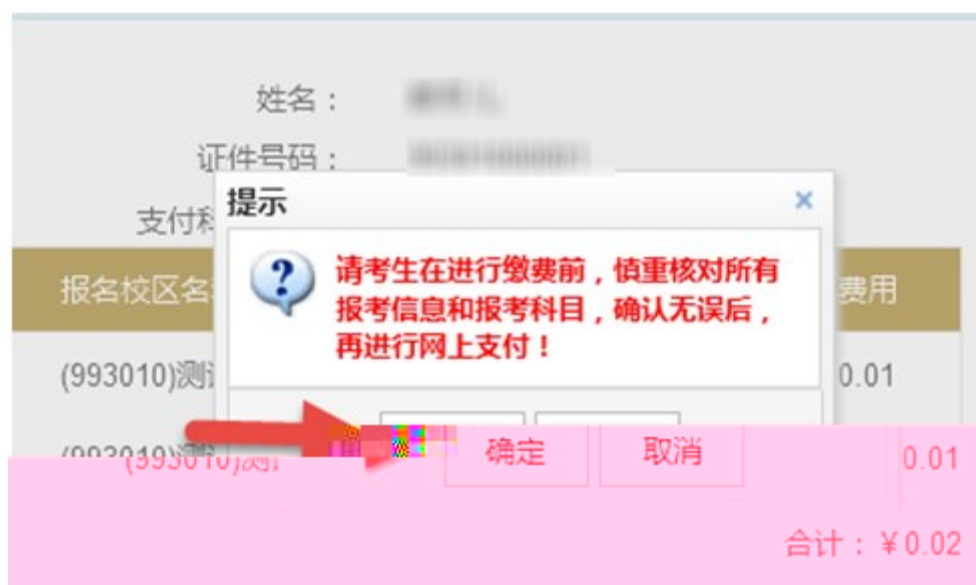 姓名：
证件号码：
提示
支付科
请考生在进行缴费前，慎重核对所有
报考信息和报考科目，确认无误后，
再进行网上支付！
报名校区名 费用
(993010)测 0.01
确定 取消
(993010)测 0.01
合计：￥0.02